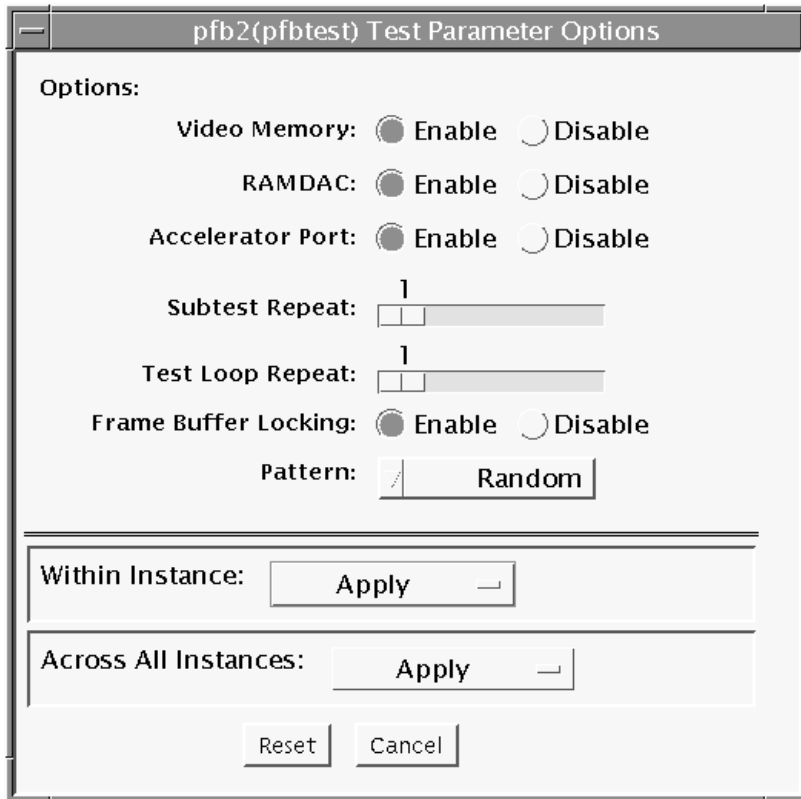 pfb2(pfbtest) Test Parameter Options
Options:
Video Memory: Enable Disable
RAMDAC: Enable Disable
Accelerator Port: Enable Disable
1
Subtest Repeat:
1
Test Loop Repeat:
Frame Buffer Locking: Enable Disable
Pattern: Random
Within Instance: Apply
Across All Instances: Apply
Reset Cancel